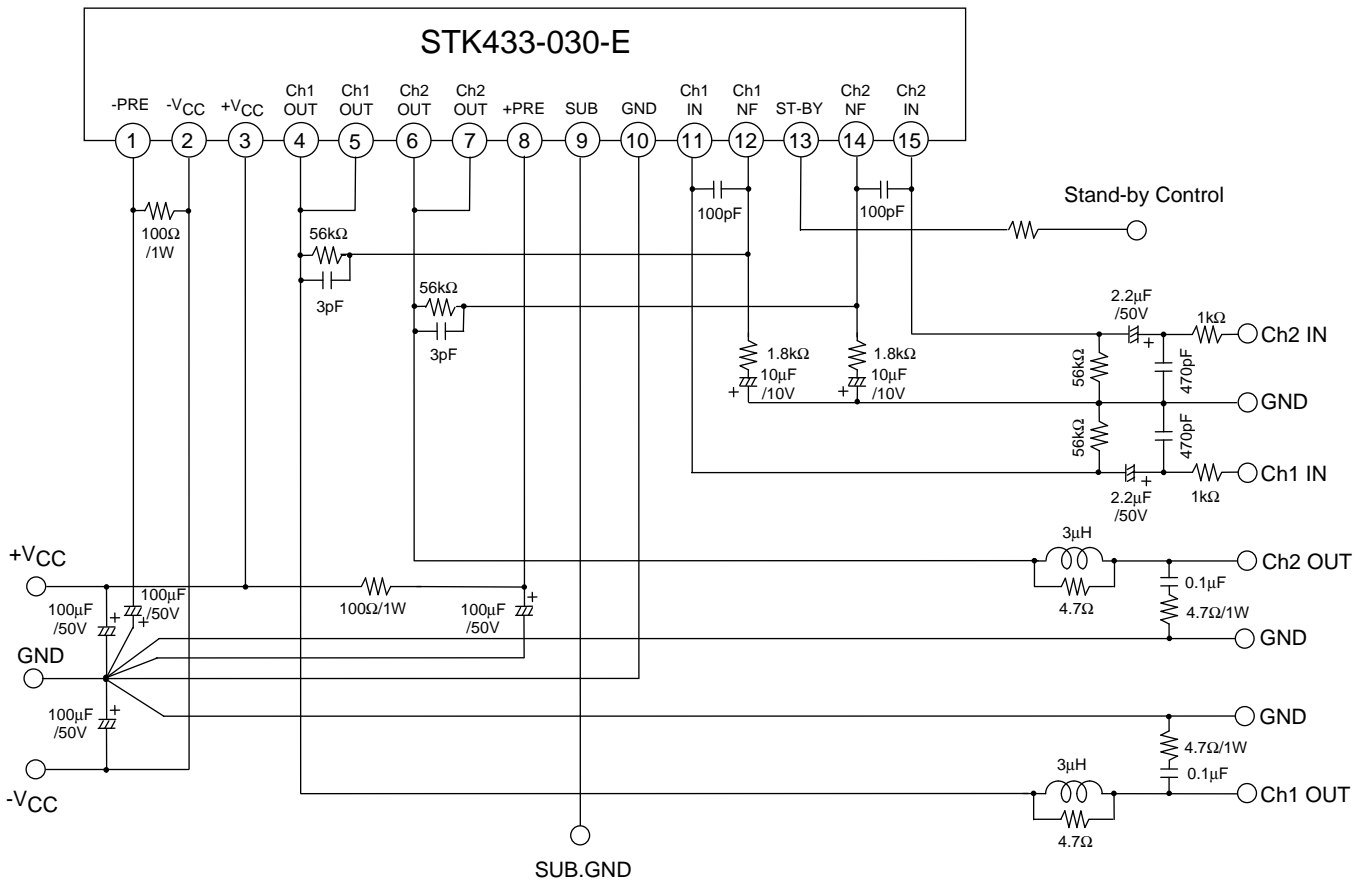 STK433-030-E
-PRE
-VCC
+VCC
Ch1
OUT
Ch1
OUT
Ch2
OUT
Ch2
OUT
+PRE
SUB
GND
Ch1
IN
Ch1
NF
ST-BY
Ch2
NF
Ch2
IN
1
2
3
4
5
6
7
8
9
10
11
12
13
14
15
100Ω
/1W
100pF
100pF
Stand-by Control
56kΩ
3pF
56kΩ
3pF
1.8kΩ
10µF
/10V
+
1.8kΩ
10µF
/10V
+
2.2µF
/50V
+
1kΩ
Ch2 IN
56kΩ
470pF
GND
56kΩ
470pF
Ch1 IN
+
2.2µF
/50V
1kΩ
3µH
4.7Ω
Ch2 OUT
0.1µF
4.7Ω/1W
GND
+VCC
100µF
/50V
+
100µF
/50V
+
100Ω/1W
100µF
/50V
+
GND
100µF
/50V
+
-VCC
GND
4.7Ω/1W
0.1µF
3µH
4.7Ω
Ch1 OUT
SUB.GND